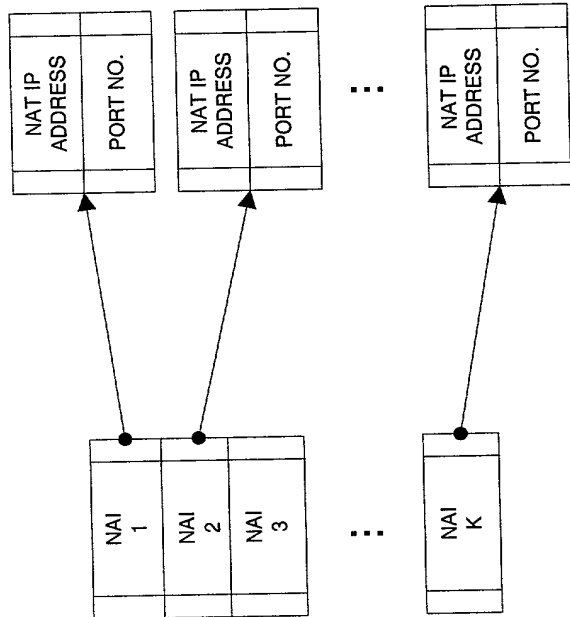 NAI
1
NAI
2
NAI
3
...
NAI
K
NAT IP
ADDRESS
PORT NO.
NAT IP
ADDRESS
PORT NO.
...
NAT IP
ADDRESS
PORT NO.